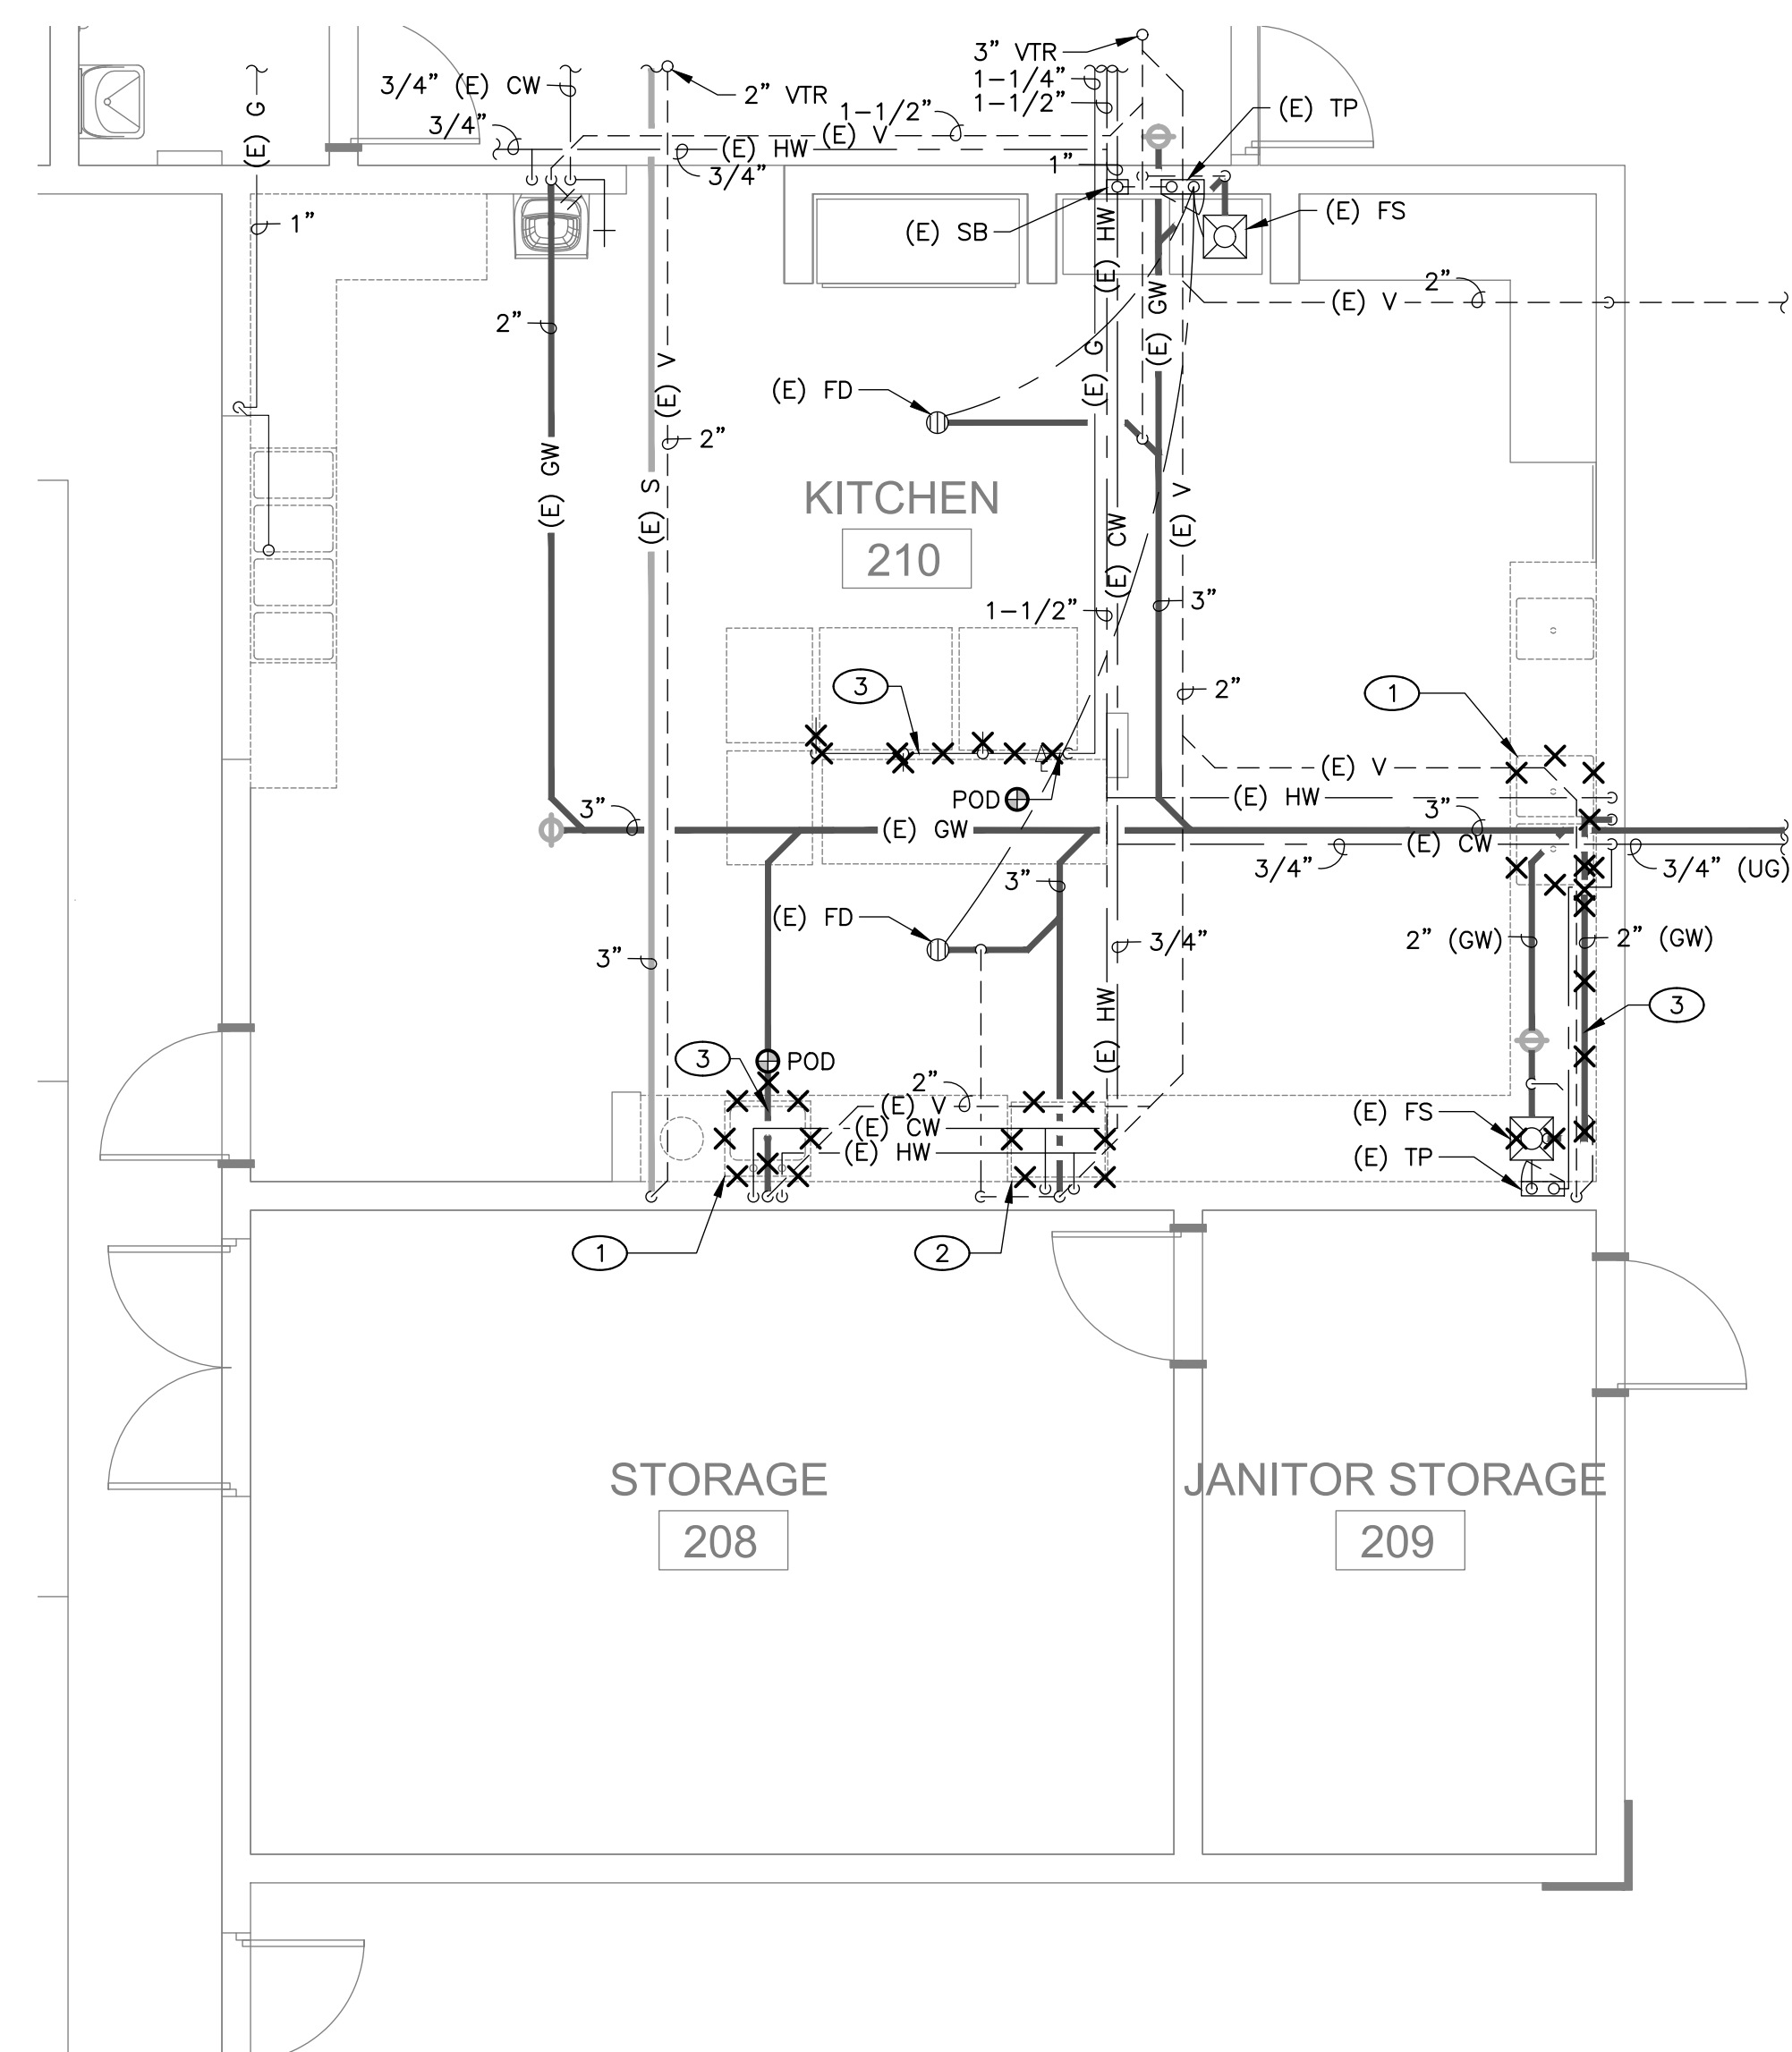 3" VTR
3/4" (E) CW
1-1/4"
2" VTR
1-1/2"
1-1/2"
(E) TP
3/4"
(E) V
(E) G
(E) HW
3/4"
1"
1"
(E) FS
(E) SB
(E) HW
2"
(E) V
2"
(E) GW
(E) G
(E) V
(E) FD
2"
(E) GW
(E) S
KITCHEN
210
(E) CW
(E) V
1-1/2"
3"
3
2"
1
(E) V
POD
(E) HW
3"
3"
(E) GW
(E) CW
3/4"
3/4" (UG)
3"
(E) FD
3"
3/4"
2" (GW)
2" (GW)
(E) HW
3
3
POD
2"
(E) V
(E) CW
(E) HW
(E) FS
(E) TP
1
2
STORAGE
208
JANITOR STORAGE
209